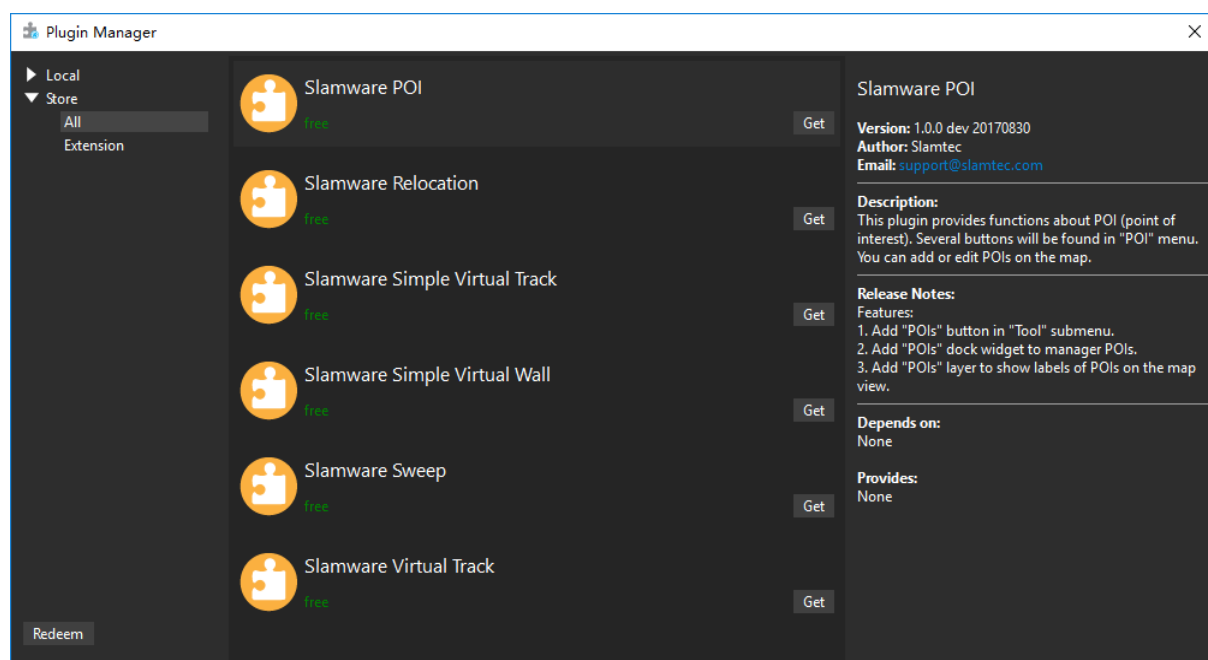 Plugin Manager
Local
Store
All
Extension
Redeem
Slamware POI
free
Get
Slamware Relocation
free
Get
Slamware Simple Virtual Track
free
Get
Slamware Simple Virtual Wall
free
Get
Slamware Sweep
free
Get
Slamware Virtual Track
free
Get
Slamware POI
Version: 1.0.0 dev 20170830
Author: Slamtec
Email: support@slamtec.com
Description:
This plugin provides functions about POI (point of
interest). Several buttons will be found in "POI" menu.
You can add or edit POIs on the map.
Release Notes:
Features:
1. Add "POIs" button in "Tool" submenu.
2. Add "POIs" dock widget to manager POIs.
3. Add "POIs" layer to show labels of POIs on the map
view.
Depends on:
None
Provides:
None